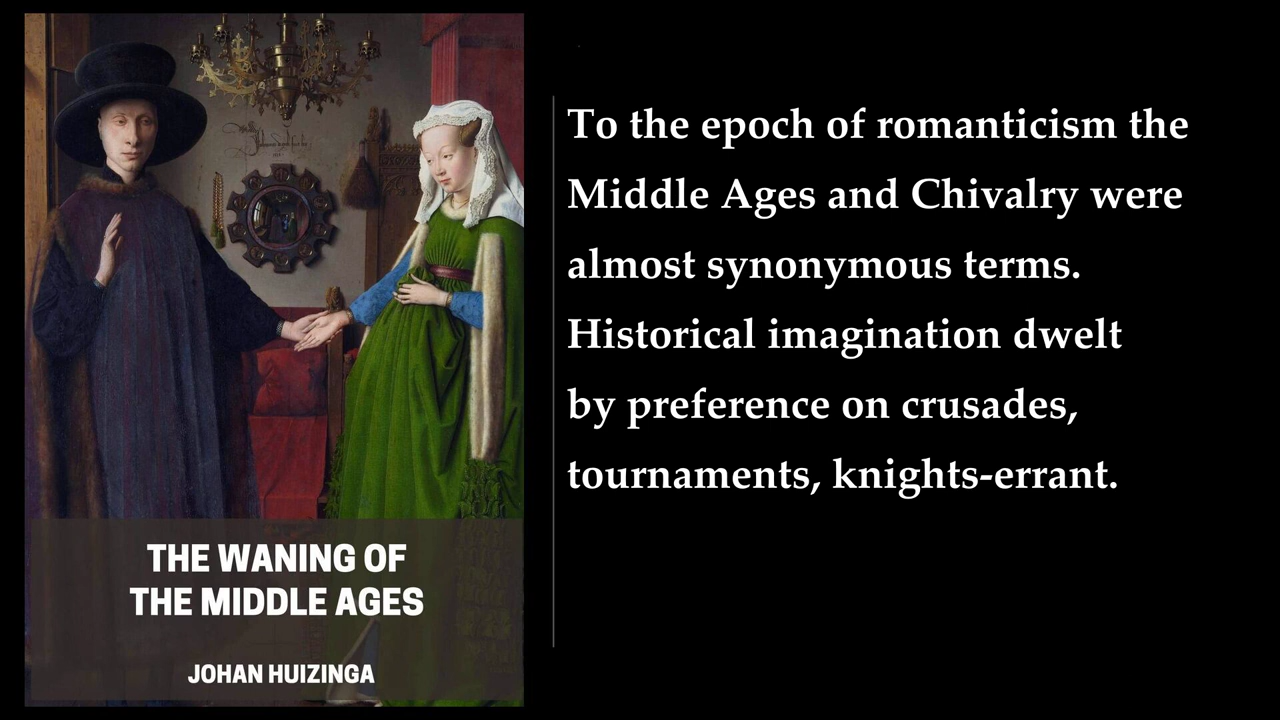 THE WANING OF
THE MIDDLE AGES
JOHAN HUIZINGA
To the epoch of romanticism the
Middle Ages and Chivalry were
almost synonymous terms.
Historical imagination dwelt
by preference on crusades,
tournaments, knights-errant.